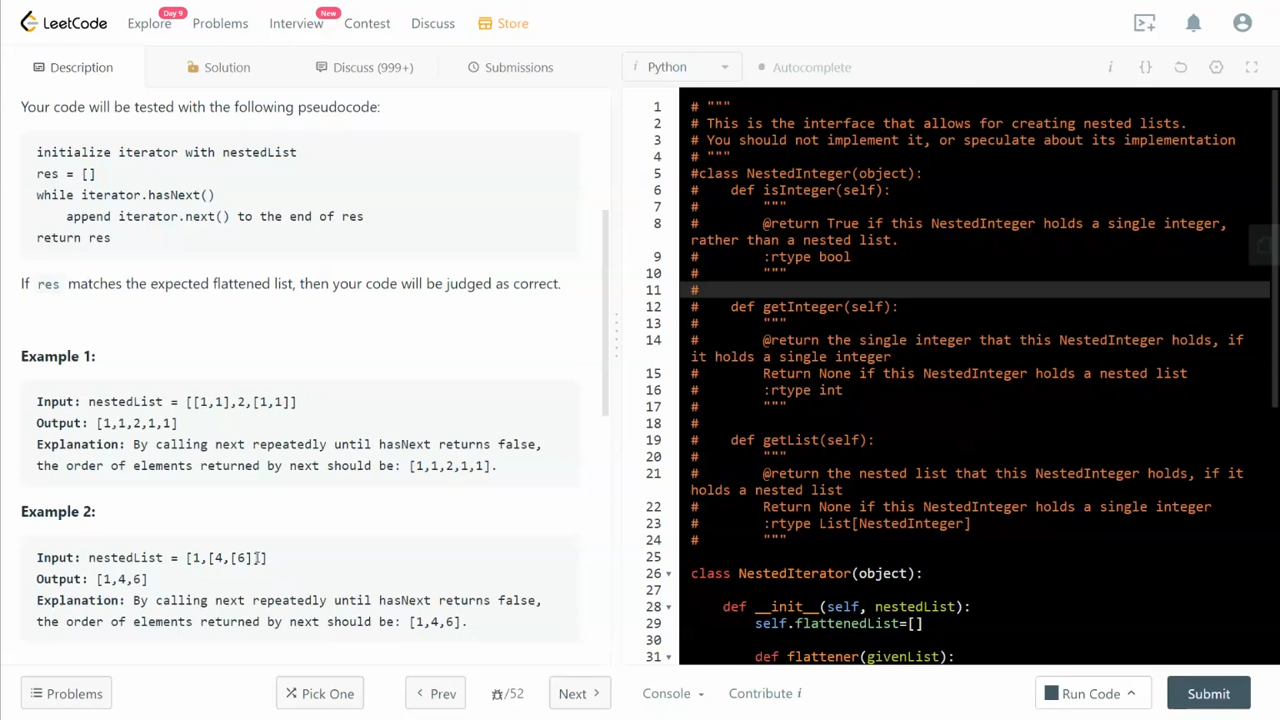 LeetCode
Explore
Day 9
Problems
Interview
New
Contest
Discuss
Store
Description
Solution
Discuss (999+)
Submissions
i Python
Autocomplete
i {}
Your code will be tested with the following pseudocode:
initialize iterator with nestedList
res = []
while iterator.hasNext()
    append iterator.next() to the end of res
return res
If res matches the expected flattened list, then your code will be judged as correct.
Example 1:
Input: nestedList = [[1,1],2,[1,1]]
Output: [1,1,2,1,1]
Explanation: By calling next repeatedly until hasNext returns false,
the order of elements returned by next should be: [1,1,2,1,1].
Example 2:
Input: nestedList = [1,[4,[6]]]
Output: [1,4,6]
Explanation: By calling next repeatedly until hasNext returns false,
the order of elements returned by next should be: [1,4,6].
1 # """
2 # This is the interface that allows for creating nested lists.
3 # You should not implement it, or speculate about its implementation
4 # """
5 #class NestedInteger(object):
6 #    def isInteger(self):
7 #        """
8 #        @return True if this NestedInteger holds a single integer,
rather than a nested list.
9 #        :rtype bool
10 #        """
11 #
12 #    def getInteger(self):
13 #        """
14 #        @return the single integer that this NestedInteger holds, if
it holds a single integer
15 #        Return None if this NestedInteger holds a nested list
16 #        :rtype int
17 #        """
18 #
19 #    def getList(self):
20 #        """
21 #        @return the nested list that this NestedInteger holds, if it
holds a nested list
22 #        Return None if this NestedInteger holds a single integer
23 #        :rtype List[NestedInteger]
24 #        """
25
26 class NestedIterator(object):
27
28     def __init__(self, nestedList):
29         self.flattenedList=[]
30
31         def flattener(givenList):
Problems
Pick One
Prev
/52
Next
Console
Contribute i
Run Code
Submit